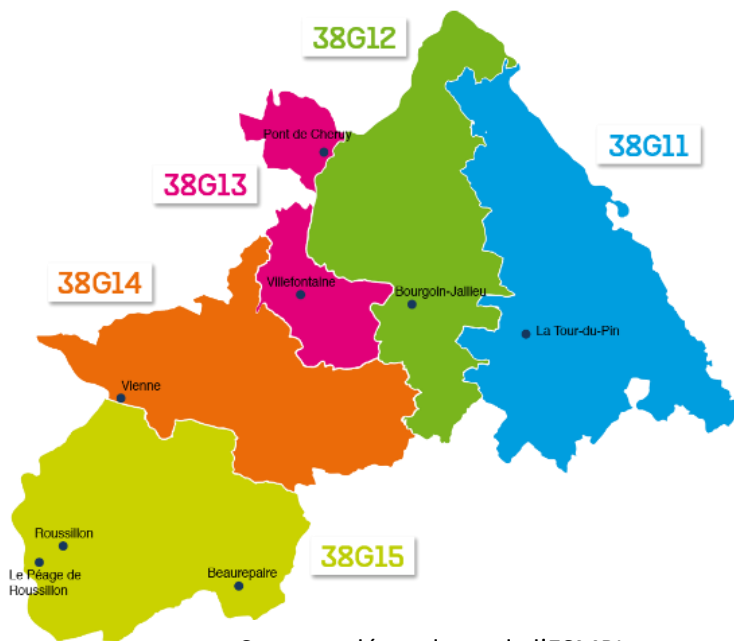 38G12
Pont de Cheruy
38G11
38G13
38G14
Villefontaine
Bourgoin-Jallieu
La Tour-du-Pin
Vienne
Roussillon
Le Péage de
Roussillon
Beaurepaire
38G15